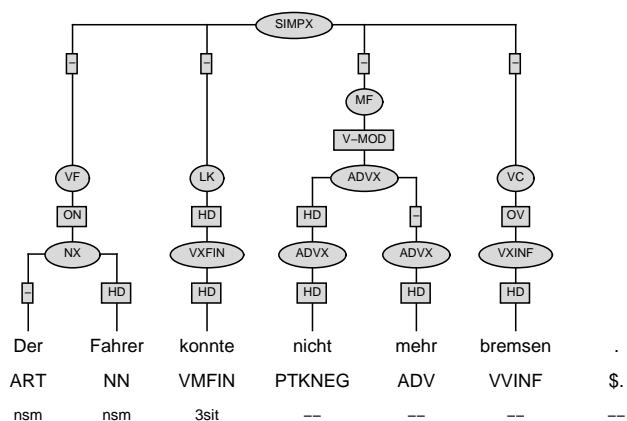 SIMPX
– – – –
MF
V–MOD
VF LK ADVX VC
ON HD HD – OV
NX VXFIN ADVX ADVX VXINF
– HD HD HD HD HD
Der Fahrer konnte nicht mehr bremsen .
ART NN VMFIN PTKNEG ADV VVINF $.
nsm nsm 3sit –– –– –– ––